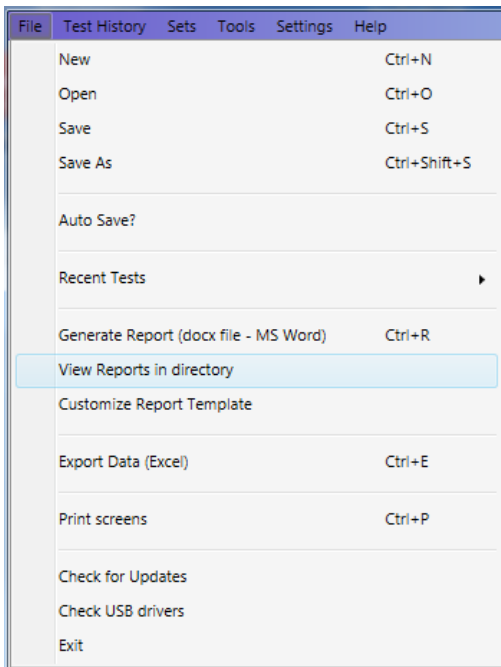 File Test History Sets Tools Settings Help
New Ctrl+N
Open Ctrl+O
Save Ctrl+S
Save As Ctrl+Shift+S
Auto Save?
Recent Tests
Generate Report (docx file - MS Word) Ctrl+R
View Reports in directory
Customize Report Template
Export Data (Excel) Ctrl+E
Print screens Ctrl+P
Check for Updates
Check USB drivers
Exit